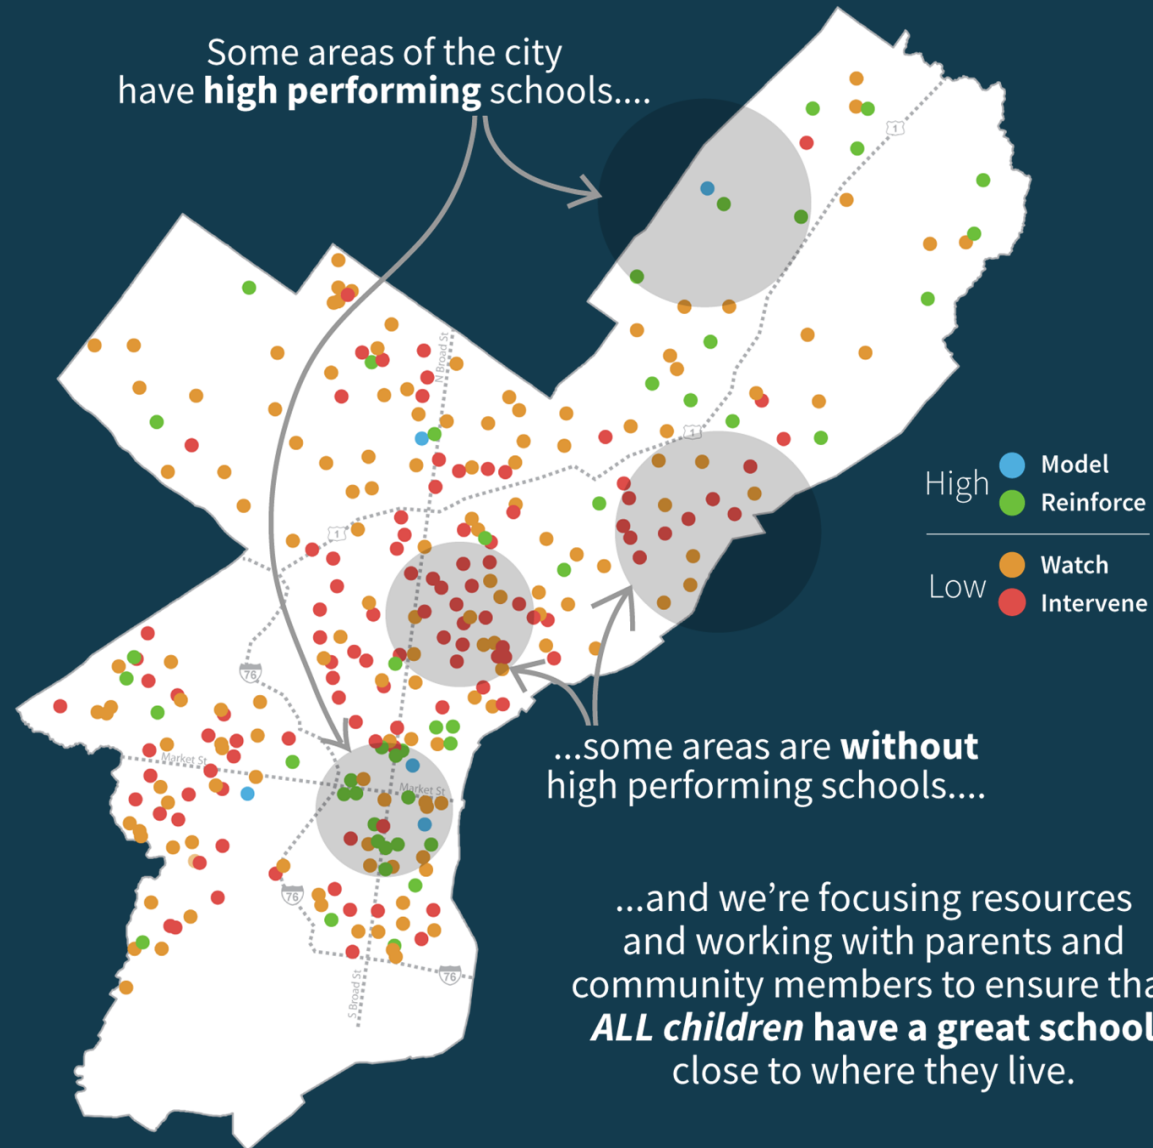 Some areas of the city
have high performing schools....
1
N Broad St
1
1
High
Model
Reinforce
Low
Watch
Intervene
76
Market St
...some areas are without
high performing schools....
Market St
76
76
S Broad St
...and we’re focusing resources
and working with parents and
community members to ensure tha
ALL children have a great school
close to where they live.